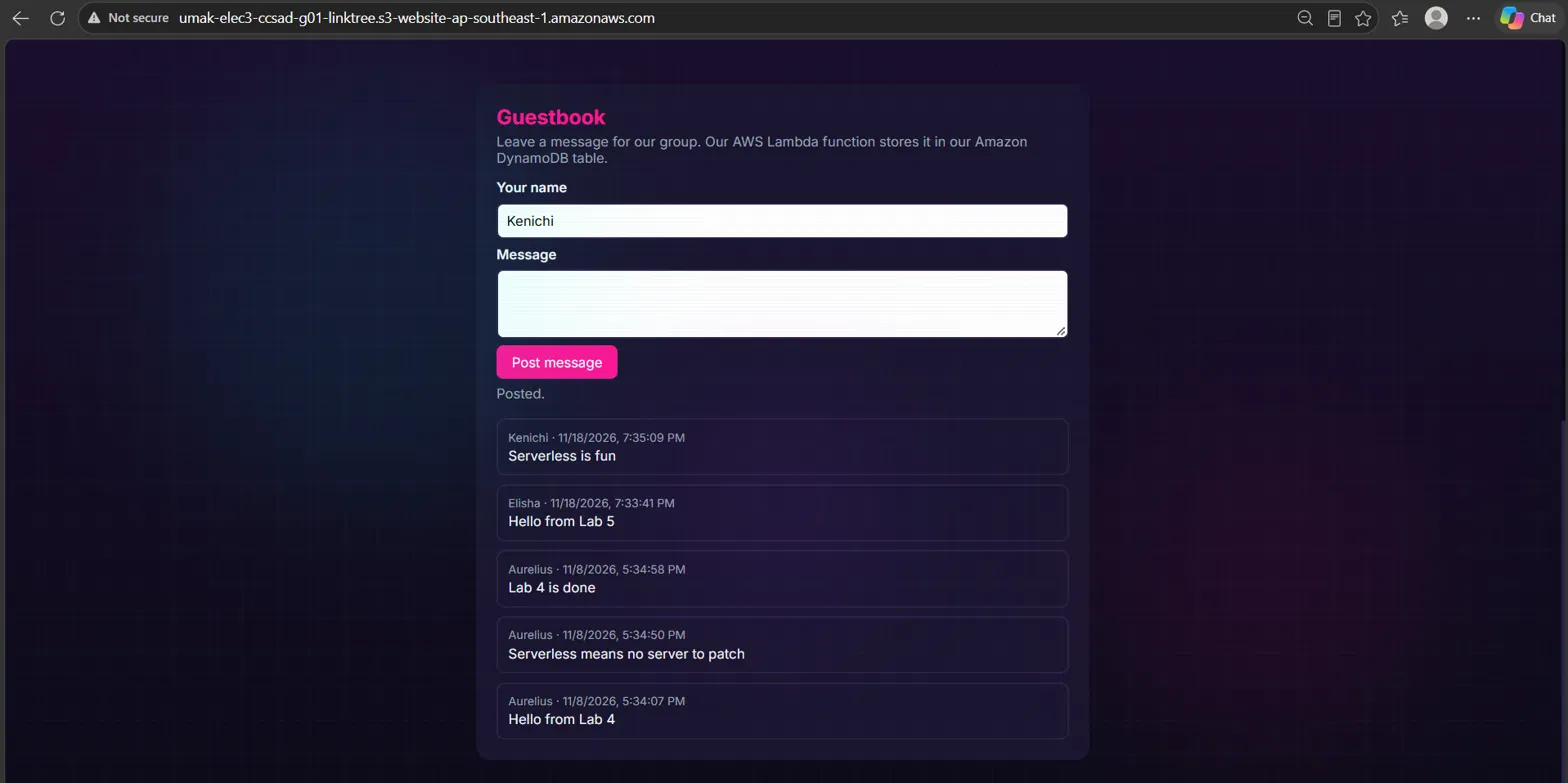 Not secure umak-elec3-ccsad-g01-linktree.s3-website-ap-southeast-1.amazonaws.com
Chat
Guestbook
Leave a message for our group. Our AWS Lambda function stores it in our Amazon
DynamoDB table.
Your name
Kenichi
Message
Post message
Posted.
Kenichi · 11/18/2026, 7:35:09 PM
Serverless is fun
Elisha · 11/18/2026, 7:33:41 PM
Hello from Lab 5
Aurelius · 11/8/2026, 5:34:58 PM
Lab 4 is done
Aurelius · 11/8/2026, 5:34:50 PM
Serverless means no server to patch
Aurelius · 11/8/2026, 5:34:07 PM
Hello from Lab 4